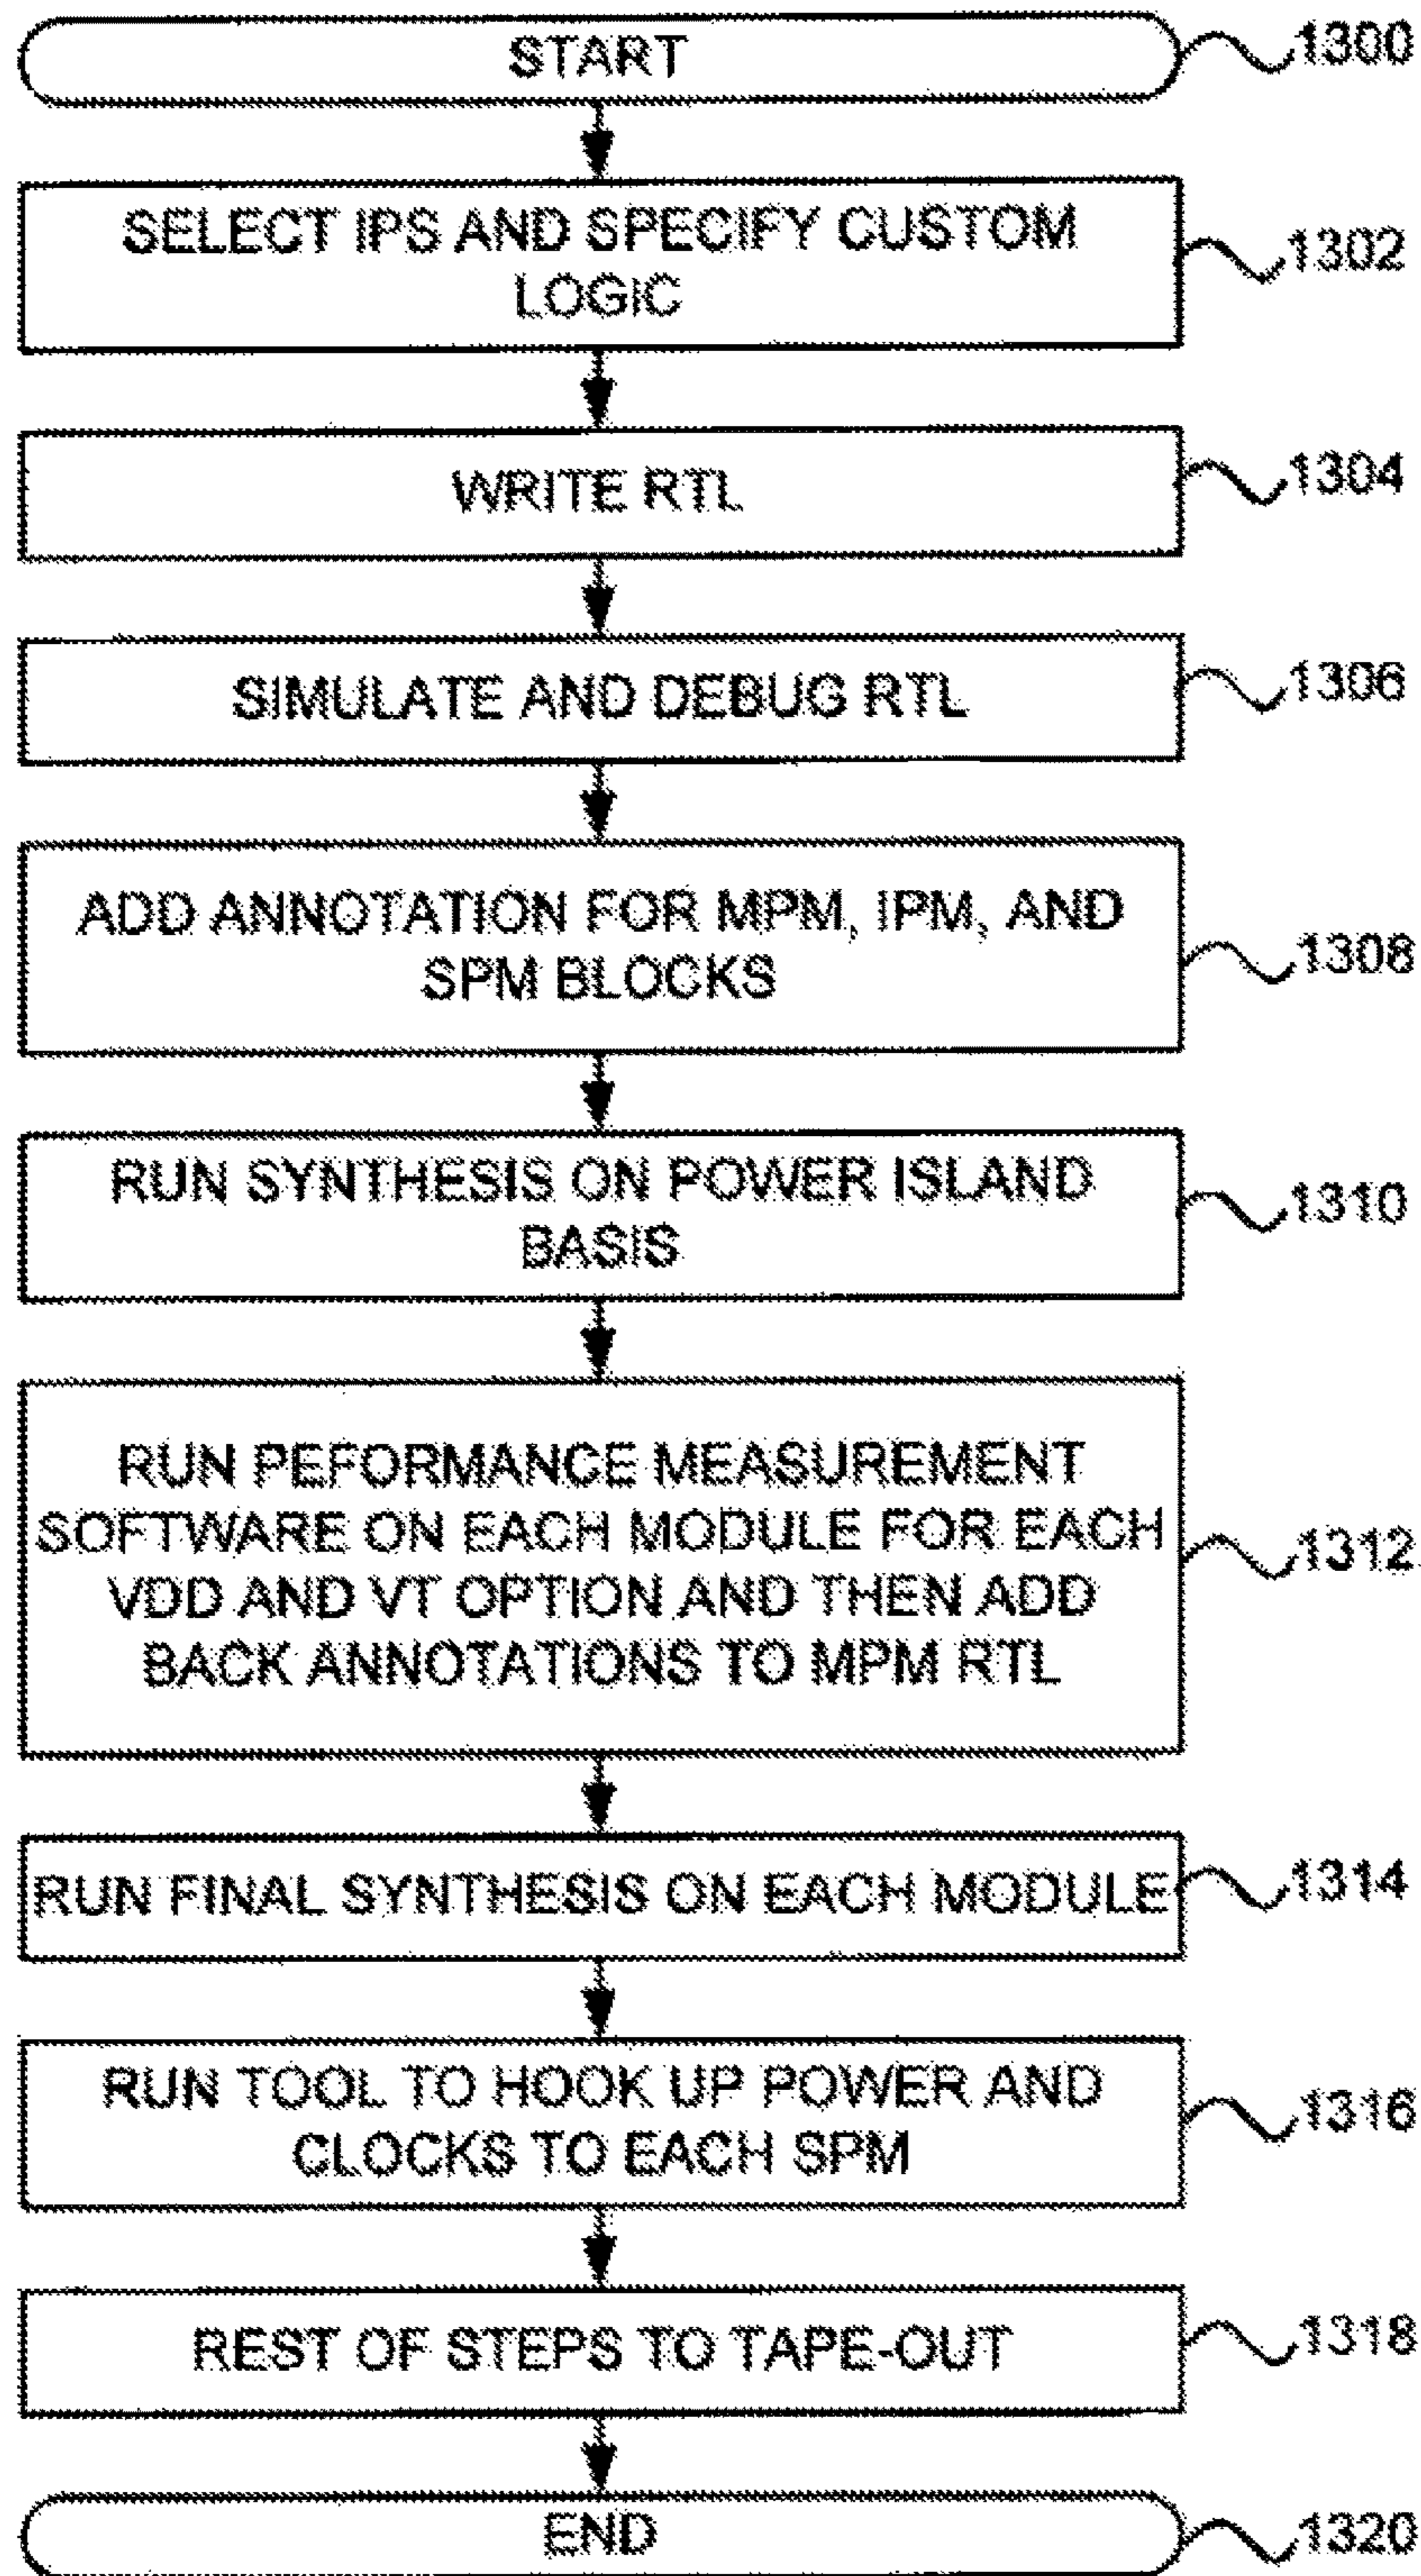 START
1300
SELECT IPS AND SPECIFY CUSTOM
LOGIC
1302
WRITE RTL
1304
SIMULATE AND DEBUG RTL
1306
ADD ANNOTATION FOR MPM, IPM, AND
SPM BLOCKS
1308
RUN SYNTHESIS ON POWER ISLAND
BASIS
1310
RUN PEFORMANCE MEASUREMENT
SOFTWARE ON EACH MODULE FOR EACH
VDD AND VT OPTION AND THEN ADD
BACK ANNOTATIONS TO MPM RTL
1312
RUN FINAL SYNTHESIS ON EACH MODULE
1314
RUN TOOL TO HOOK UP POWER AND
CLOCKS TO EACH SPM
1316
REST OF STEPS TO TAPE-OUT
1318
END
1320